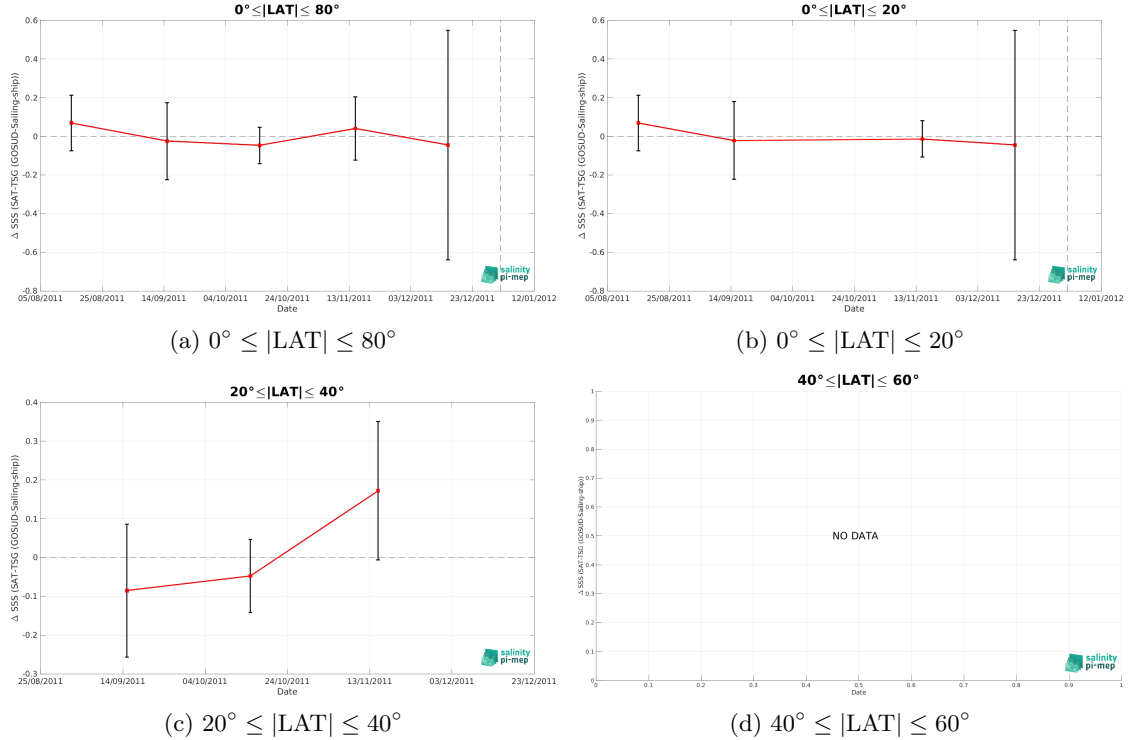 0°≤|LAT|≤ 80°
0.6
0.4
0.2
0
-0.2
-0.4
-0.6
-0.8
Δ SSS (SAT-TSG (GOSUD-Sailing-ship))
05/08/2011 25/08/2011 14/09/2011 04/10/2011 24/10/2011 13/11/2011 03/12/2011 23/12/2011 12/01/2012
Date
salinity
pi-mep
(a) 0° ≤ |LAT| ≤ 80°
0°≤|LAT|≤ 20°
0.6
0.4
0.2
0
-0.2
-0.4
-0.6
-0.8
Δ SSS (SAT-TSG (GOSUD-Sailing-ship))
05/08/2011 25/08/2011 14/09/2011 04/10/2011 24/10/2011 13/11/2011 03/12/2011 23/12/2011 12/01/2012
Date
salinity
pi-mep
(b) 0° ≤ |LAT| ≤ 20°
20°≤|LAT|≤ 40°
0.4
0.3
0.2
0.1
0
-0.1
-0.2
-0.3
Δ SSS (SAT-TSG (GOSUD-Sailing-ship))
25/08/2011 14/09/2011 04/10/2011 24/10/2011 13/11/2011 03/12/2011 23/12/2011
Date
salinity
pi-mep
(c) 20° ≤ |LAT| ≤ 40°
40°≤|LAT|≤ 60°
1
0.9
0.8
0.7
0.6
0.5
0.4
0.3
0.2
0.1
0
Δ SSS (SAT-TSG (GOSUD-Sailing-ship))
NO DATA
0 0.1 0.2 0.3 0.4 0.5 0.6 0.7 0.8 0.9 1
Date
salinity
pi-mep
(d) 40° ≤ |LAT| ≤ 60°